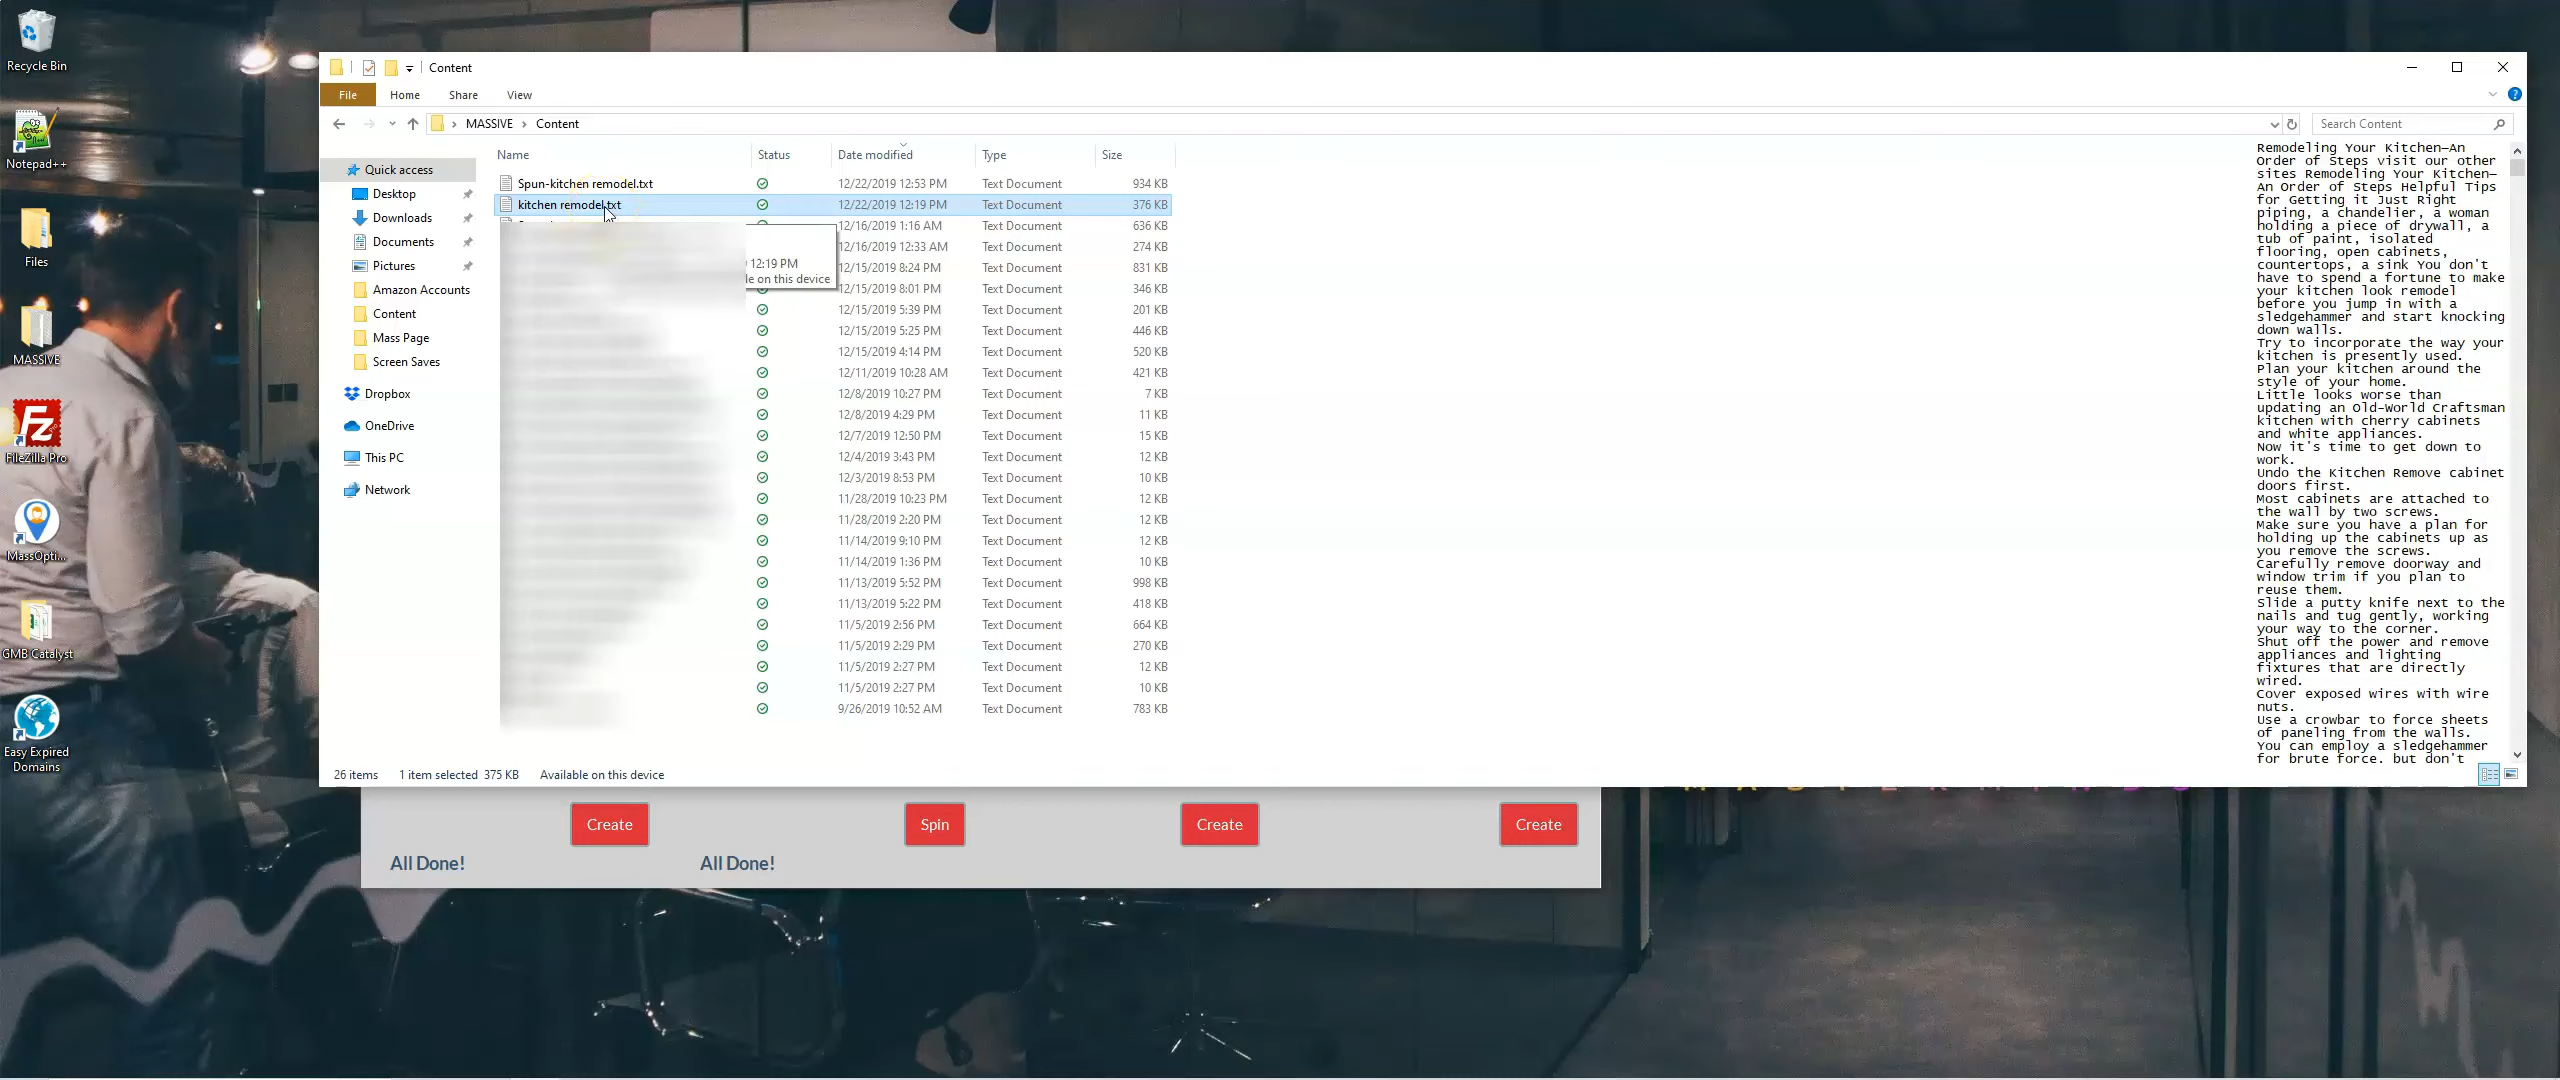 Recycle Bin
Notepad++
Files
MASSIVE
FileZilla Pro
MassOpti...
GMB Catalyst
Easy Expired
Domains
Content
File
Home
Share
View
MASSIVE
Content
Search Content
Quick access
Desktop
Downloads
Documents
Pictures
Amazon Accounts
Content
Mass Page
Screen Saves
Dropbox
OneDrive
This PC
Network
Name Status Date modified Type Size
Spun-kitchen remodel.txt 12/22/2019 12:53 PM Text Document 934 KB
kitchen remodel.txt 12/22/2019 12:19 PM Text Document 376 KB
12/16/2019 1:16 AM Text Document 636 KB
12/16/2019 12:33 AM Text Document 274 KB
12/15/2019 8:24 PM Text Document 831 KB
12/15/2019 8:01 PM Text Document 346 KB
12/15/2019 5:39 PM Text Document 201 KB
12/15/2019 5:25 PM Text Document 446 KB
12/15/2019 4:14 PM Text Document 520 KB
12/11/2019 10:28 AM Text Document 421 KB
12/8/2019 10:27 PM Text Document 7 KB
12/8/2019 4:29 PM Text Document 11 KB
12/7/2019 12:50 PM Text Document 15 KB
12/4/2019 3:43 PM Text Document 12 KB
12/3/2019 8:53 PM Text Document 10 KB
11/28/2019 10:23 PM Text Document 12 KB
11/28/2019 2:20 PM Text Document 12 KB
11/14/2019 9:10 PM Text Document 12 KB
11/14/2019 1:36 PM Text Document 10 KB
11/13/2019 5:52 PM Text Document 998 KB
11/13/2019 5:22 PM Text Document 418 KB
11/5/2019 2:56 PM Text Document 664 KB
11/5/2019 2:29 PM Text Document 270 KB
11/5/2019 2:27 PM Text Document 12 KB
11/5/2019 2:27 PM Text Document 10 KB
9/26/2019 10:52 AM Text Document 783 KB
12:19 PM
le on this device
Remodeling Your Kitchen—An
Order of Steps visit our other
sites Remodeling Your Kitchen—
An Order of Steps Helpful Tips
for Getting it Just Right
piping, a chandelier, a woman
holding a piece of drywall, a
tub of paint, isolated
flooring, open cabinets,
countertops, a sink You don't
have to spend a fortune to make
your kitchen look remodel
before you jump in with a
sledgehammer and start knocking
down walls.
Try to incorporate the way your
kitchen is presently used.
Plan your kitchen around the
style of your home.
Little looks worse than
updating an Old-World Craftsman
kitchen with cherry cabinets
and white appliances.
Now it's time to get down to
work.
Undo the Kitchen Remove cabinet
doors first.
Most cabinets are attached to
the wall by two screws.
Make sure you have a plan for
holding up the cabinets up as
you remove the screws.
Carefully remove doorway and
window trim if you plan to
reuse them.
Slide a putty knife next to the
nails and tug gently, working
your way to the corner.
Shut off the power and remove
appliances and lighting
fixtures that are directly
wired.
Cover exposed wires with wire
nuts.
Use a crowbar to force sheets
of paneling from the walls.
You can employ a sledgehammer
for brute force, but don't
26 items 1 item selected 375 KB Available on this device
Create Spin Create Create
All Done! All Done!